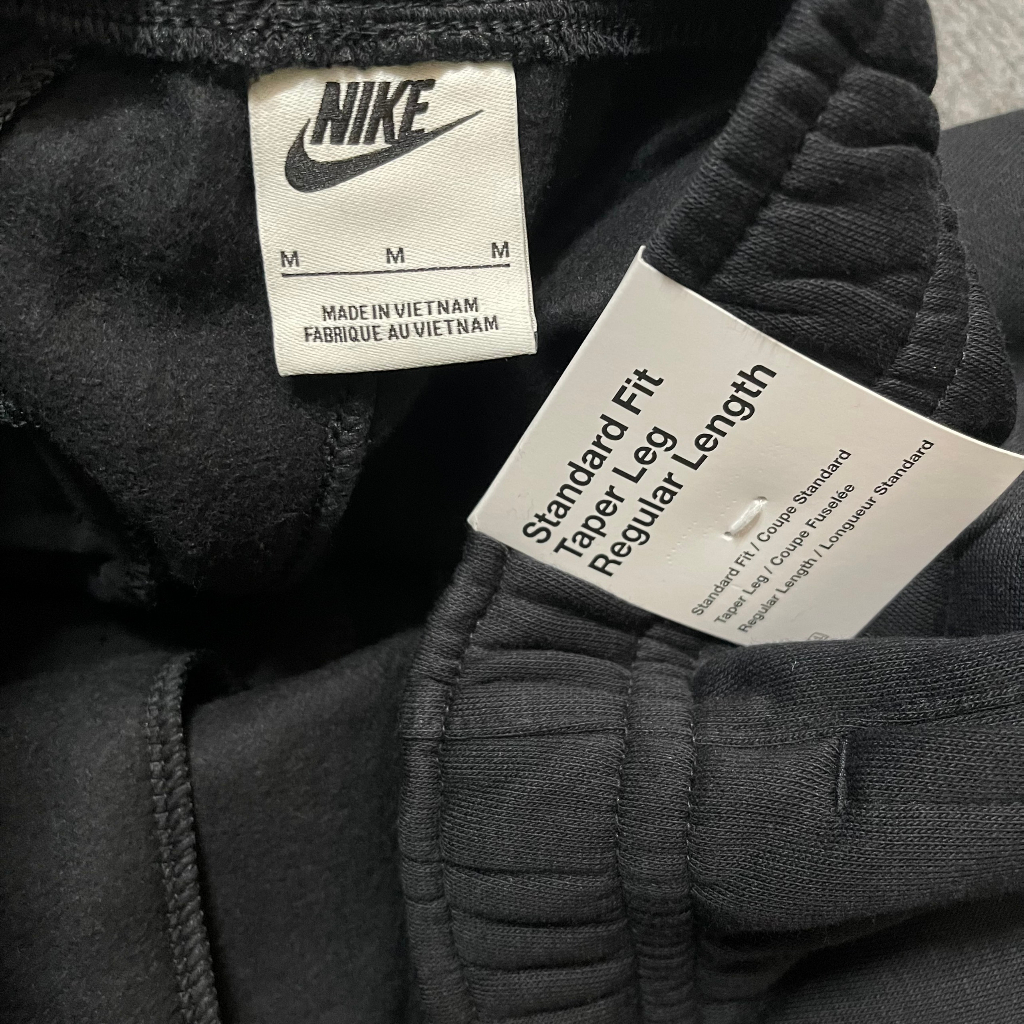 NIKE
M M M
MADE IN VIETNAM
FABRIQUE AU VIETNAM
Standard Fit
Taper Leg
Regular Length
Standard Fit / Coupe Standard
Taper Leg / Coupe Fuselée
Regular Length / Longueur Standard